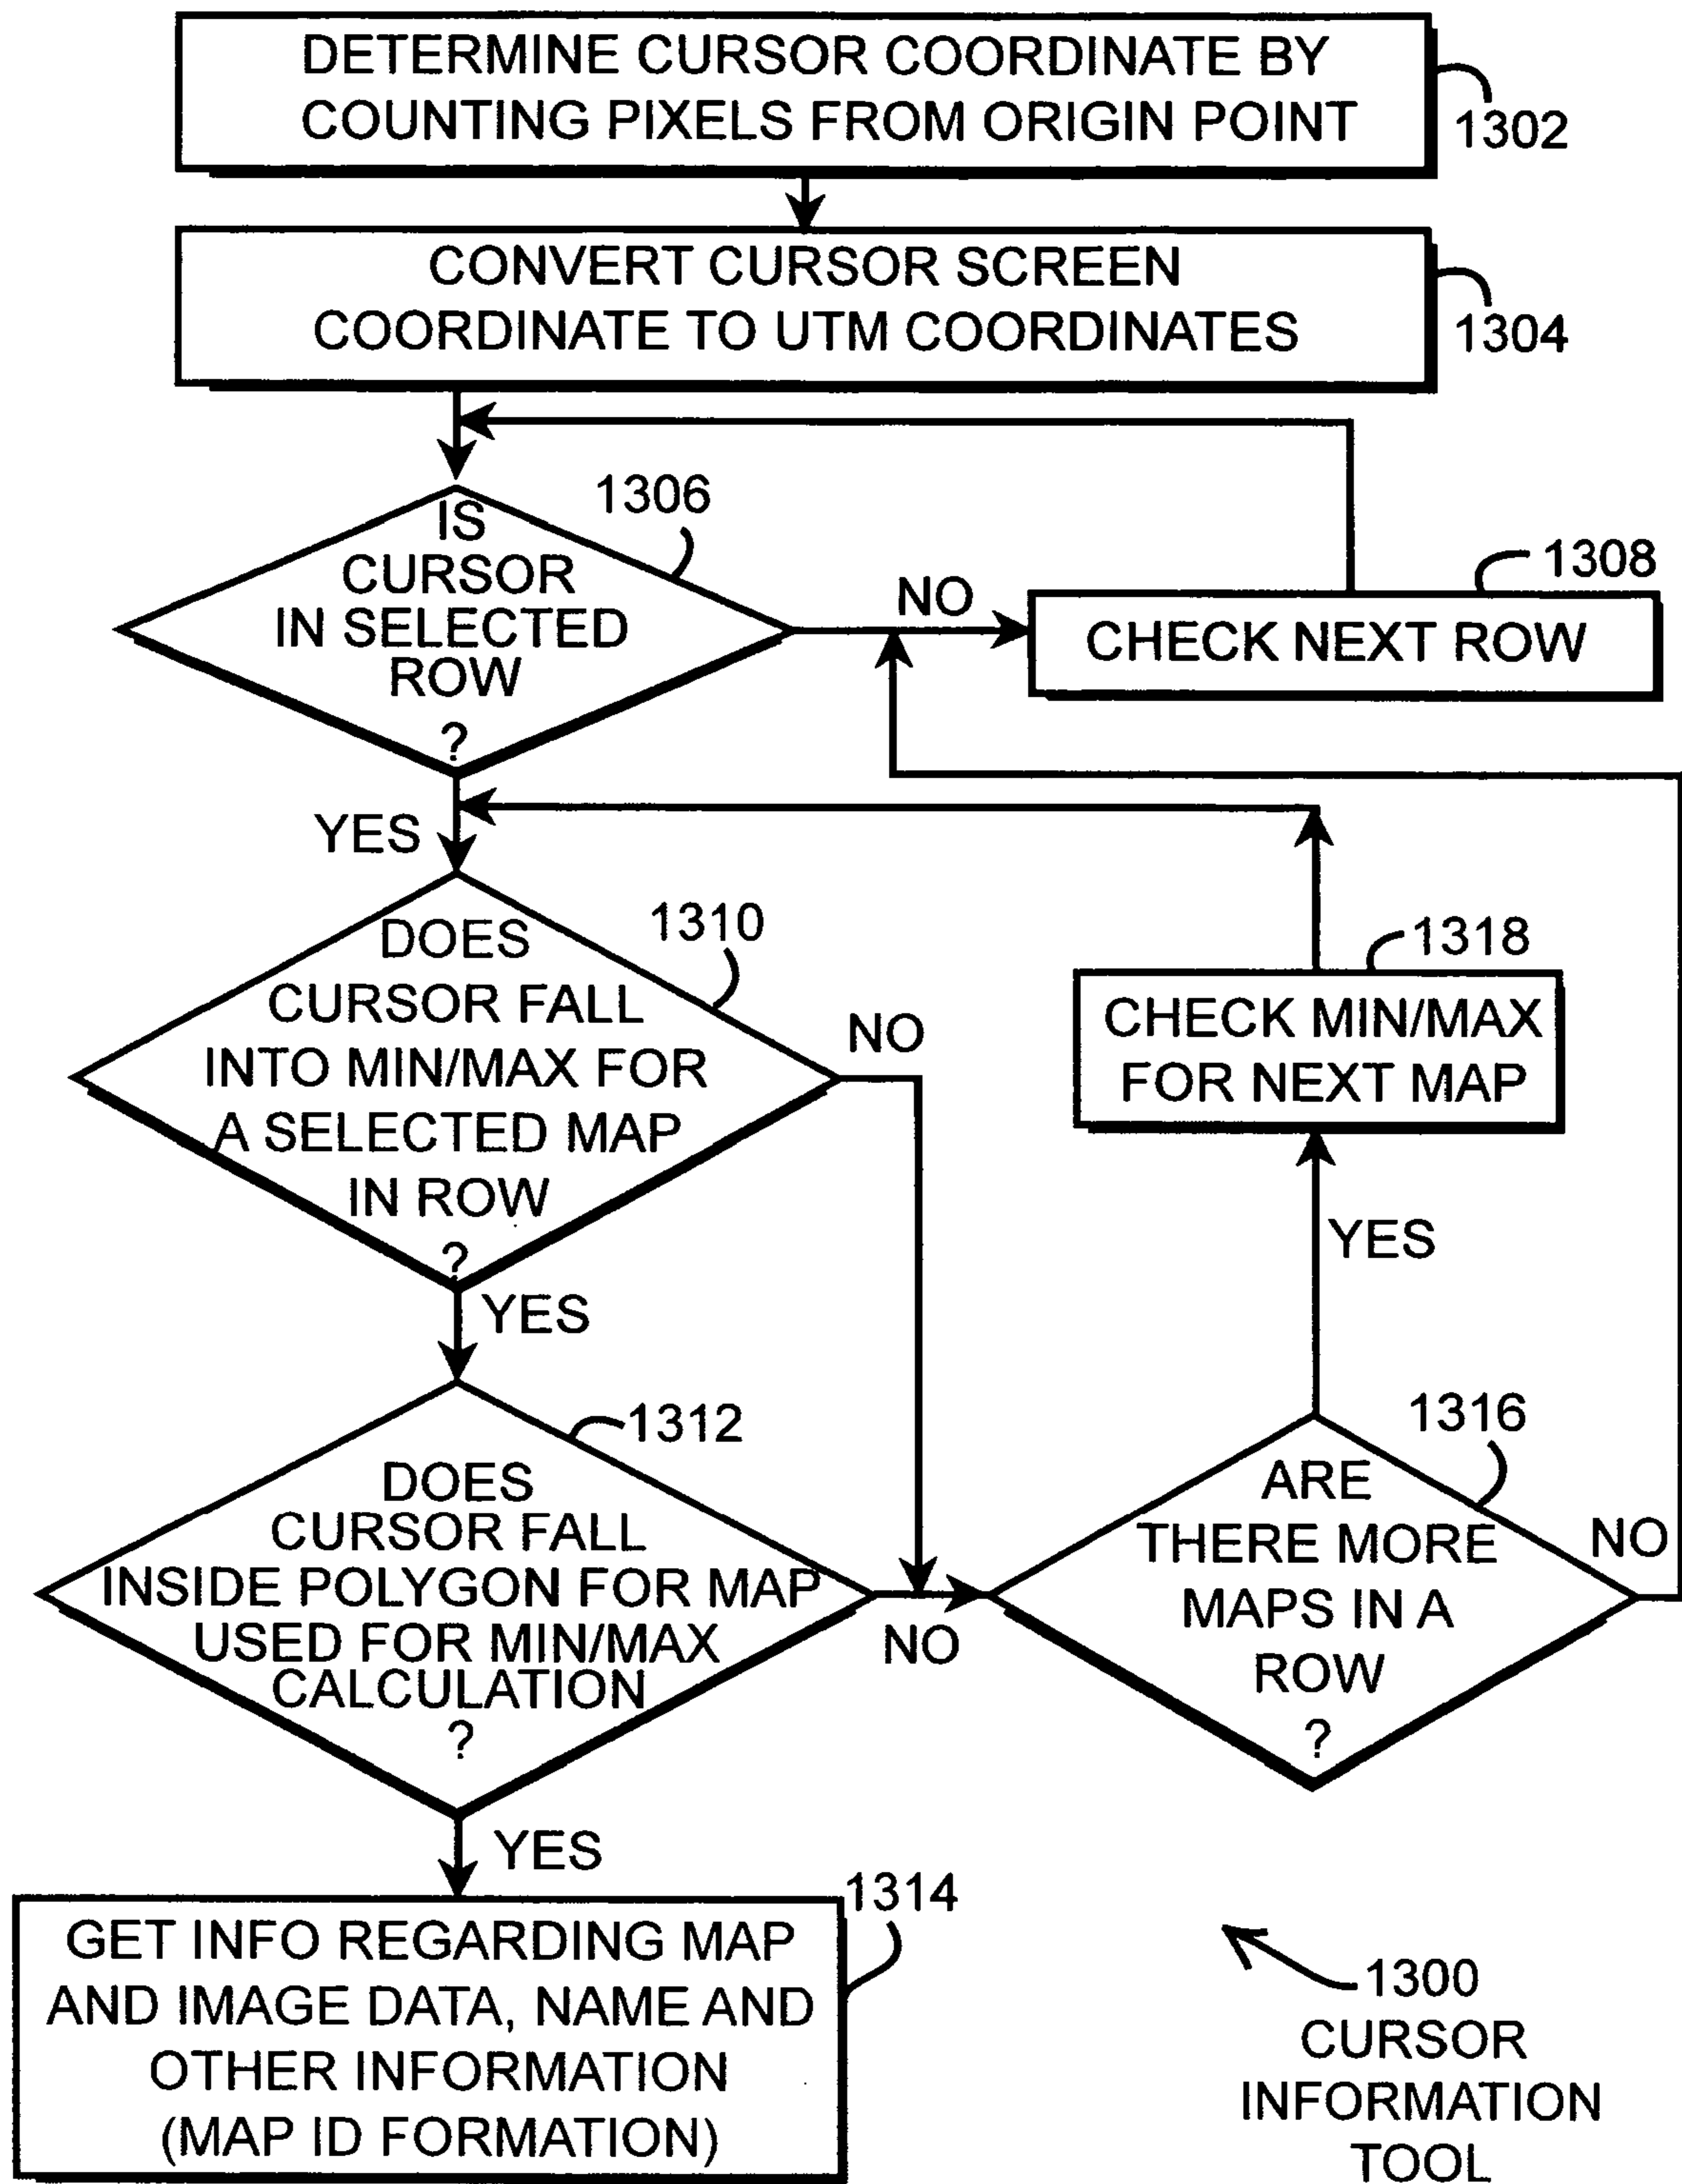 DETERMINE CURSOR COORDINATE BY
COUNTING PIXELS FROM ORIGIN POINT
1302
CONVERT CURSOR SCREEN
COORDINATE TO UTM COORDINATES
1304
IS
CURSOR
IN SELECTED
ROW
?
1306
NO
1308
CHECK NEXT ROW
YES
DOES
CURSOR FALL
INTO MIN/MAX FOR
A SELECTED MAP
IN ROW
?
1310
NO
1318
CHECK MIN/MAX
FOR NEXT MAP
YES
YES
DOES
CURSOR FALL
INSIDE POLYGON FOR MAP
USED FOR MIN/MAX
CALCULATION
?
1312
NO
1316
ARE
THERE MORE
MAPS IN A
ROW
?
NO
YES
1314
GET INFO REGARDING MAP
AND IMAGE DATA, NAME AND
OTHER INFORMATION
(MAP ID FORMATION)
1300
CURSOR
INFORMATION
TOOL